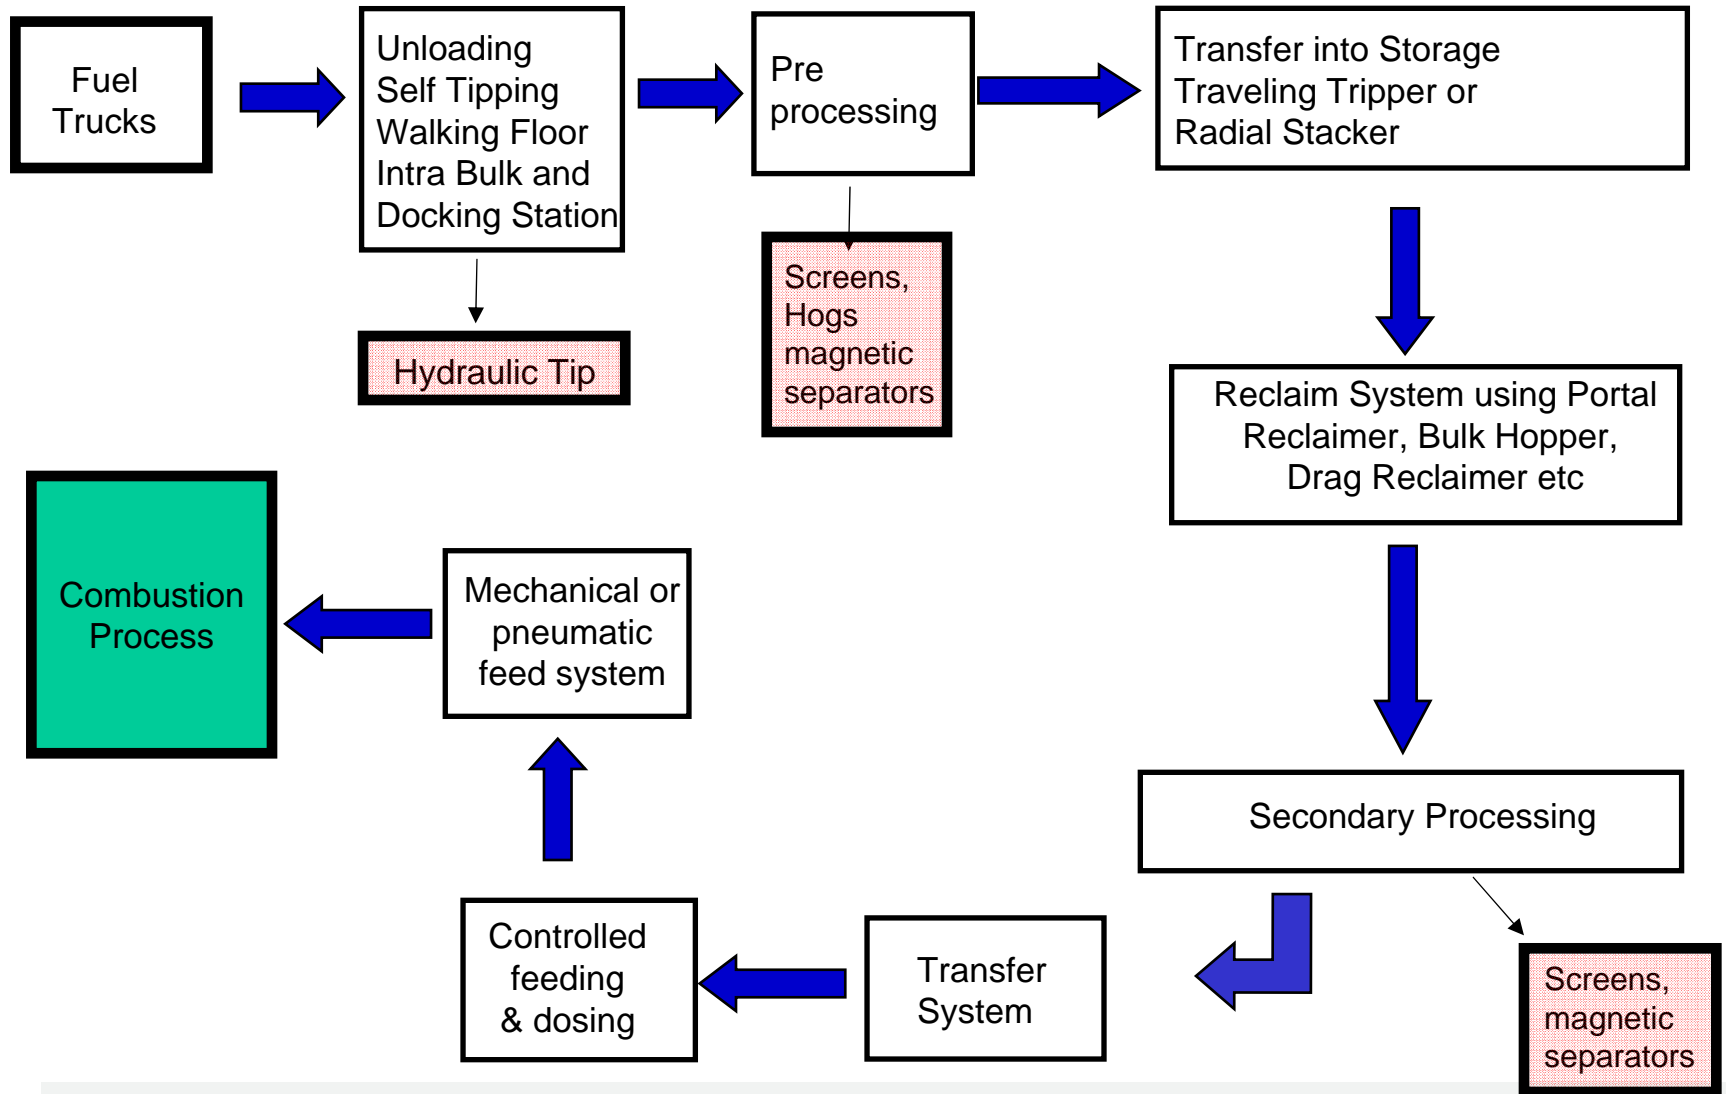 Fuel
Trucks
Unloading
Self Tipping
Walking Floor
Intra Bulk and
Docking Station
Pre
processing
Transfer into Storage
Traveling Tripper or
Radial Stacker
Hydraulic Tip
Screens,
Hogs
magnetic
separators
Reclaim System using Portal
Reclaimer, Bulk Hopper,
Drag Reclaimer etc
Secondary Processing
Screens,
magnetic
separators
Transfer
System
Controlled
feeding
& dosing
Mechanical or
pneumatic
feed system
Combustion
Process